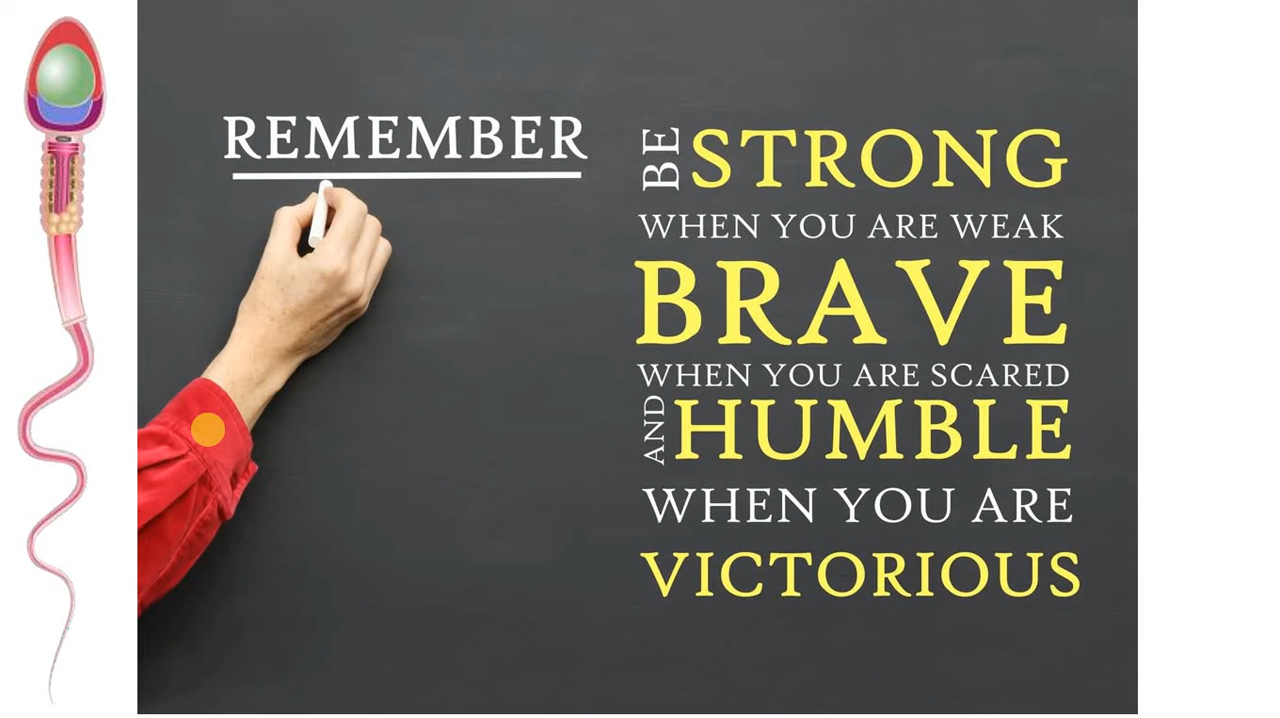 REMEMBER
BE STRONG
WHEN YOU ARE WEAK
BRAVE
WHEN YOU ARE SCARED
AND HUMBLE
WHEN YOU ARE
VICTORIOUS